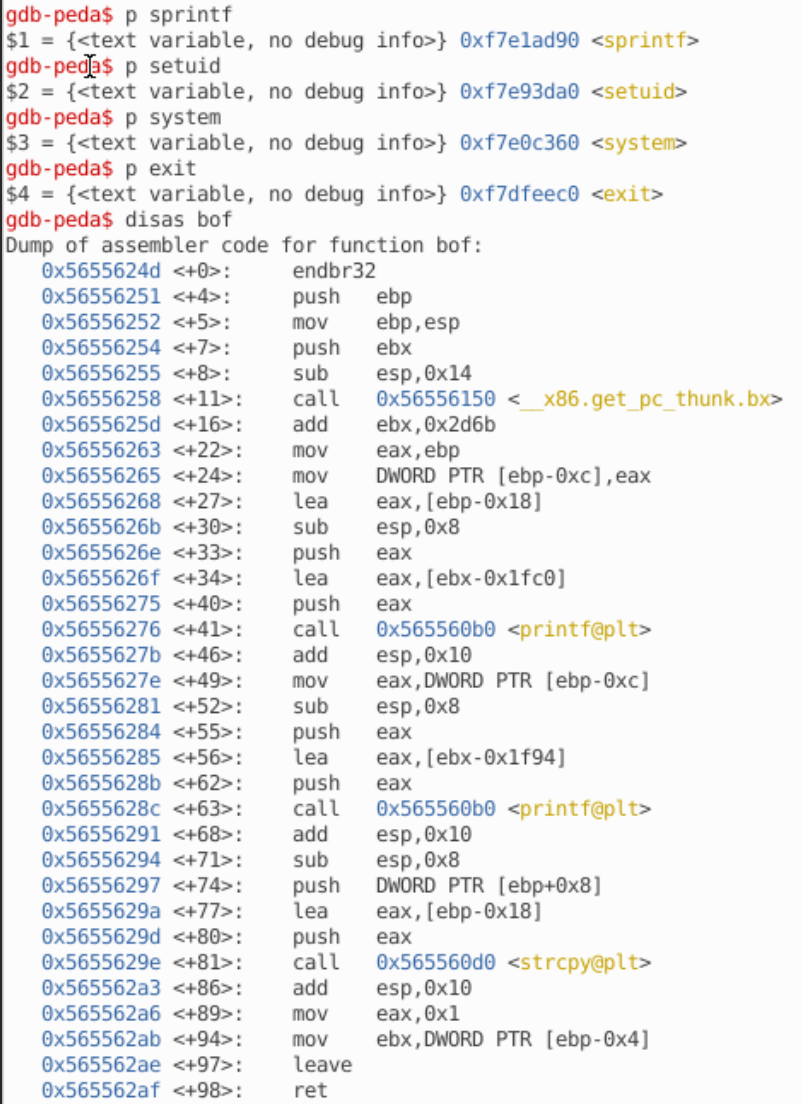 gdb-peda$ p sprintf
$1 = {<text variable, no debug info>} 0xf7e1ad90 <sprintf>
gdb-peda$ p setuid
$2 = {<text variable, no debug info>} 0xf7e93da0 <setuid>
gdb-peda$ p system
$3 = {<text variable, no debug info>} 0xf7e0c360 <system>
gdb-peda$ p exit
$4 = {<text variable, no debug info>} 0xf7dfeec0 <exit>
gdb-peda$ disas bof
Dump of assembler code for function bof:
   0x5655624d <+0>:     endbr32
   0x56556251 <+4>:     push   ebp
   0x56556252 <+5>:     mov    ebp,esp
   0x56556254 <+7>:     push   ebx
   0x56556255 <+8>:     sub    esp,0x14
   0x56556258 <+11>:    call   0x56556150 <__x86.get_pc_thunk.bx>
   0x5655625d <+16>:    add    ebx,0x2d6b
   0x56556263 <+22>:    mov    eax,ebp
   0x56556265 <+24>:    mov    DWORD PTR [ebp-0xc],eax
   0x56556268 <+27>:    lea    eax,[ebp-0x18]
   0x5655626b <+30>:    sub    esp,0x8
   0x5655626e <+33>:    push   eax
   0x5655626f <+34>:    lea    eax,[ebx-0x1fc0]
   0x56556275 <+40>:    push   eax
   0x56556276 <+41>:    call   0x565560b0 <printf@plt>
   0x5655627b <+46>:    add    esp,0x10
   0x5655627e <+49>:    mov    eax,DWORD PTR [ebp-0xc]
   0x56556281 <+52>:    sub    esp,0x8
   0x56556284 <+55>:    push   eax
   0x56556285 <+56>:    lea    eax,[ebx-0x1f94]
   0x5655628b <+62>:    push   eax
   0x5655628c <+63>:    call   0x565560b0 <printf@plt>
   0x56556291 <+68>:    add    esp,0x10
   0x56556294 <+71>:    sub    esp,0x8
   0x56556297 <+74>:    push   DWORD PTR [ebp+0x8]
   0x5655629a <+77>:    lea    eax,[ebp-0x18]
   0x5655629d <+80>:    push   eax
   0x5655629e <+81>:    call   0x565560d0 <strcpy@plt>
   0x565562a3 <+86>:    add    esp,0x10
   0x565562a6 <+89>:    mov    eax,0x1
   0x565562ab <+94>:    mov    ebx,DWORD PTR [ebp-0x4]
   0x565562ae <+97>:    leave
   0x565562af <+98>:    ret